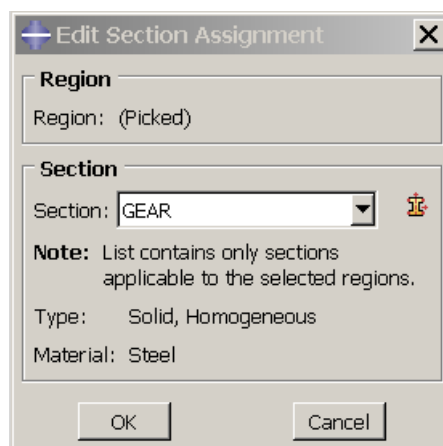 Edit Section Assignment
Region
Region: (Picked)
Section
Section: GEAR
Note: List contains only sections
applicable to the selected regions.
Type: Solid, Homogeneous
Material: Steel
OK Cancel